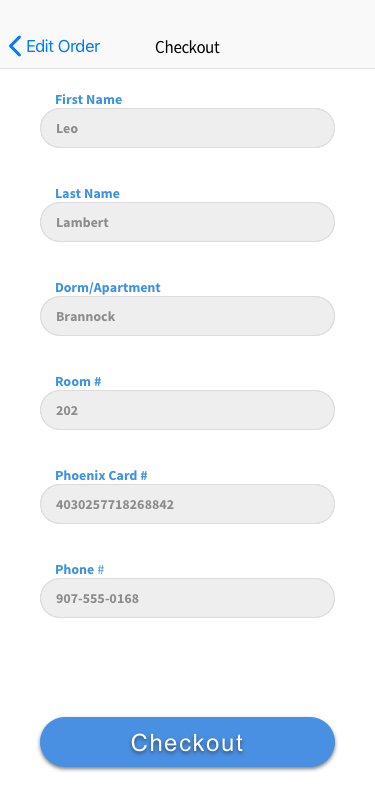 Edit Order
Checkout
First Name
Leo
Last Name
Lambert
Dorm/Apartment
Brannock
Room #
202
Phoenix Card #
4030257718268842
Phone #
907-555-0168
Checkout